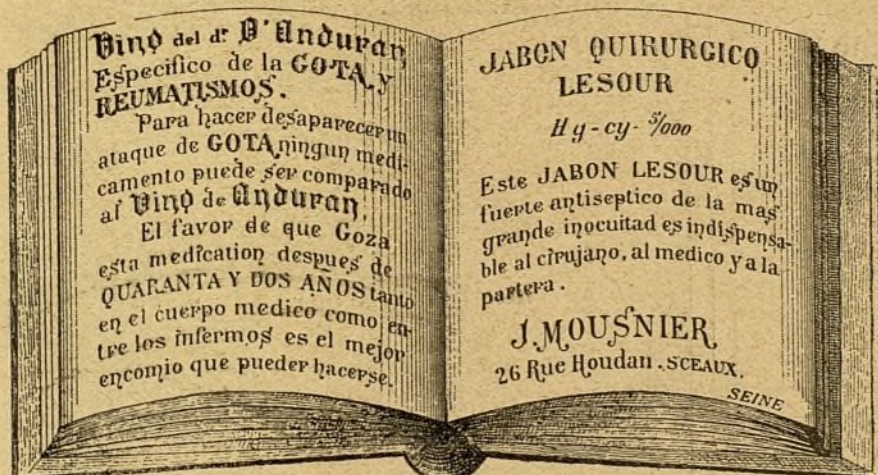 Vino del dr D'Anduran,
Especifico de la GOTA y
REUMATISMOS.
Para hacer desaparecer un
ataque de GOTA, ningun medi-
camento puede ser comparado
al Vino de Anduran,
El favor de que Goza
esta medication despues de
QUARANTA Y DOS AÑOS tanto
en el cuerpo medico como en-
tre los infermos es el mejor
encomio que pueder hacerse.
JABON QUIRURGICO
LESOUR
Hg-cy-5/000
Este JABON LESOUR es un
fuerte antiseptico de la mas
grande inocuitad es indispensa-
ble al cirujano, al medico y a la
partera.
J. MOUSNIER
26 Rue Houdan. SCEAUX.
SEINE